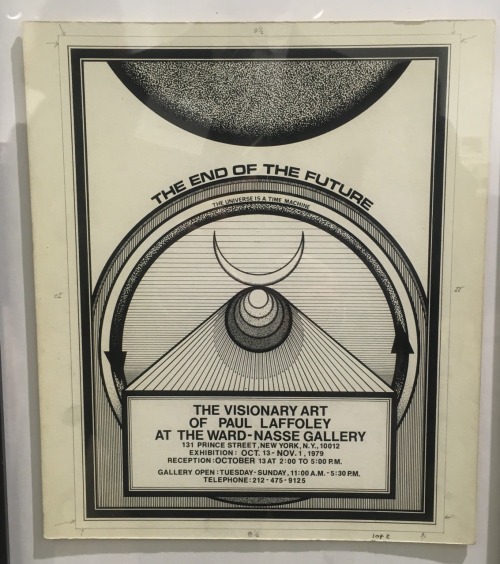 THE END OF THE FUTURE
THE UNIVERSE IS A TIME MACHINE
THE VISIONARY ART
OF PAUL LAFFOLEY
AT THE WARD-NASSE GALLERY
131 PRINCE STREET, NEW YORK, N.Y., 10012
EXHIBITION: OCT. 13 - NOV. 1, 1979
RECEPTION: OCTOBER 13 AT 2:00 TO 5:00 P.M.
GALLERY OPEN: TUESDAY - SUNDAY, 11:00 A.M. - 5:30 P.M.
TELEPHONE: 212 - 475 - 9125